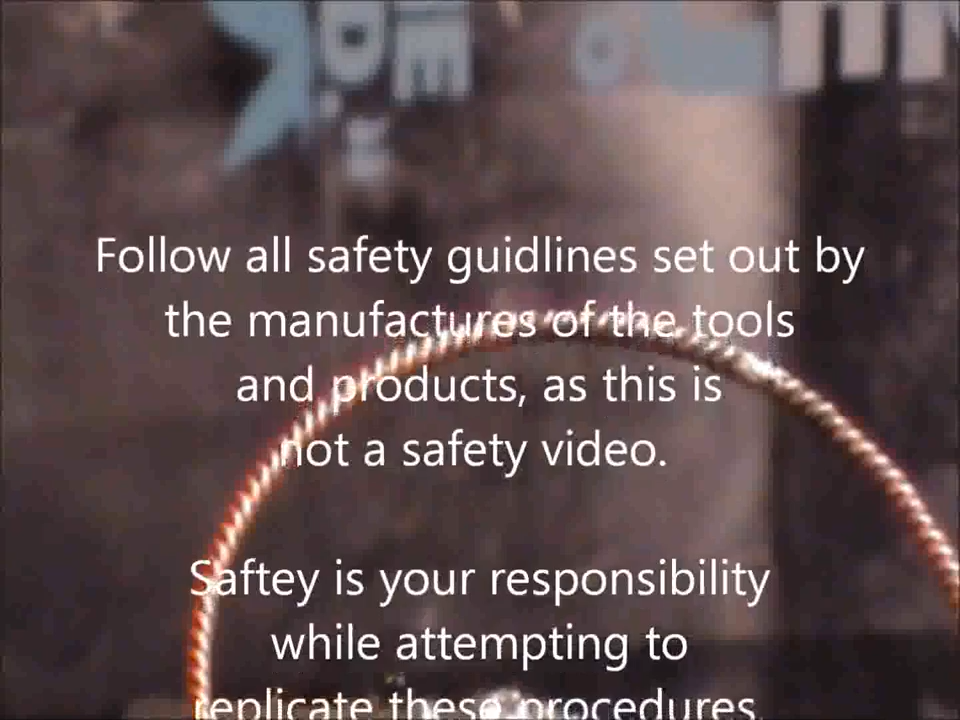 Follow all safety guidlines set out by
the manufactures of the tools
and products, as this is
not a safety video.
Saftey is your responsibility
while attempting to
replicate these procedures.